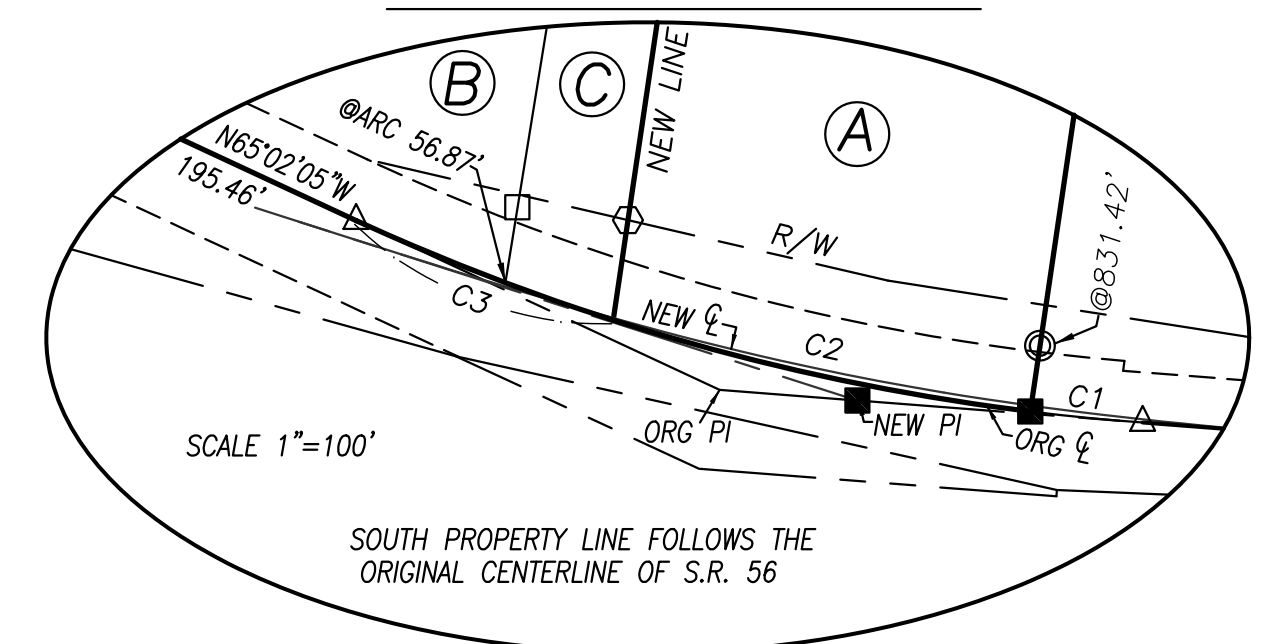 B
C
A
NEW LINE
@ARC 56.87'
N65°02'05"W
195.46'
R/W
@831.42'
C3
NEW ℄
C2
C1
ORG PI
NEW PI
ORG ℄
SCALE 1"=100'
SOUTH PROPERTY LINE FOLLOWS THE
ORIGINAL CENTERLINE OF S.R. 56